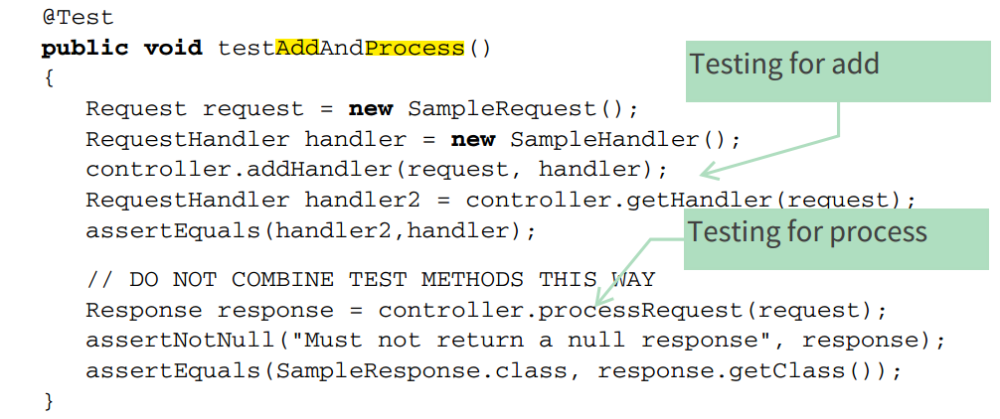 @Test
public void testAddAndProcess()
{
Request request = new SampleRequest();
RequestHandler handler = new SampleHandler();
controller.addHandler(request, handler);
RequestHandler handler2 = controller.getHandler(request);
assertEquals(handler2,handler);
// DO NOT COMBINE TEST METHODS THIS WAY
Response response = controller.processRequest(request);
assertNotNull("Must not return a null response", response);
assertEquals(SampleResponse.class, response.getClass());
}
Testing for add
Testing for process